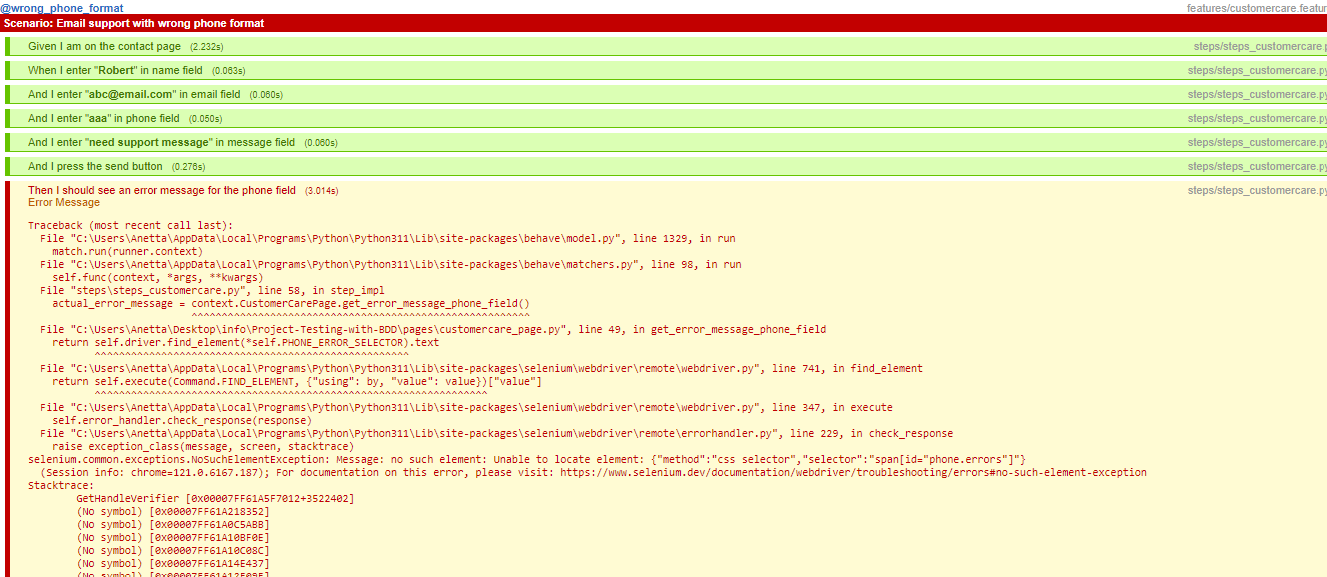 @wrong_phone_format features/customercare.featur
Scenario: Email support with wrong phone format
Given I am on the contact page (2.232s) steps/steps_customercare.p
When I enter "Robert" in name field (0.063s) steps/steps_customercare.py
And I enter "abc@email.com" in email field (0.060s) steps/steps_customercare.py
And I enter "aaa" in phone field (0.050s) steps/steps_customercare.py
And I enter "need support message" in message field (0.060s) steps/steps_customercare.py
And I press the send button (0.276s) steps/steps_customercare.py
Then I should see an error message for the phone field (3.014s) steps/steps_customercare.py
Error Message
Traceback (most recent call last):
File "C:\Users\Anetta\AppData\Local\Programs\Python\Python311\Lib\site-packages\behave\model.py", line 1329, in run
match.run(runner.context)
File "C:\Users\Anetta\AppData\Local\Programs\Python\Python311\Lib\site-packages\behave\matchers.py", line 98, in run
self.func(context, *args, **kwargs)
File "steps\steps_customercare.py", line 58, in step_impl
actual_error_message = context.CustomerCarePage.get_error_message_phone_field()
^^^^^^^^^^^^^^^^^^^^^^^^^^^^^^^^^^^^^^^^^^^^^^^^^^^^^^^^
File "C:\Users\Anetta\Desktop\info\Project-Testing-with-BDD\pages\customercare_page.py", line 49, in get_error_message_phone_field
return self.driver.find_element(*self.PHONE_ERROR_SELECTOR).text
^^^^^^^^^^^^^^^^^^^^^^^^^^^^^^^^^^^^^^^^^^^^^^^^^^^^
File "C:\Users\Anetta\AppData\Local\Programs\Python\Python311\Lib\site-packages\selenium\webdriver\remote\webdriver.py", line 741, in find_element
return self.execute(Command.FIND_ELEMENT, {"using": by, "value": value})["value"]
^^^^^^^^^^^^^^^^^^^^^^^^^^^^^^^^^^^^^^^^^^^^^^^^^^^^^^^^^^^^^^^^^
File "C:\Users\Anetta\AppData\Local\Programs\Python\Python311\Lib\site-packages\selenium\webdriver\remote\webdriver.py", line 347, in execute
self.error_handler.check_response(response)
File "C:\Users\Anetta\AppData\Local\Programs\Python\Python311\Lib\site-packages\selenium\webdriver\remote\errorhandler.py", line 229, in check_response
raise exception_class(message, screen, stacktrace)
selenium.common.exceptions.NoSuchElementException: Message: no such element: Unable to locate element: {"method":"css selector","selector":"span[id="phone.errors"]"}
(Session info: chrome=121.0.6167.187); For documentation on this error, please visit: https://www.selenium.dev/documentation/webdriver/troubleshooting/errors#no-such-element-exception
Stacktrace:
GetHandleVerifier [0x00007FF61A5F7012+3522402]
(No symbol) [0x00007FF61A218352]
(No symbol) [0x00007FF61A0C5ABB]
(No symbol) [0x00007FF61A10BF0E]
(No symbol) [0x00007FF61A10C08C]
(No symbol) [0x00007FF61A14E437]
(No symbol)